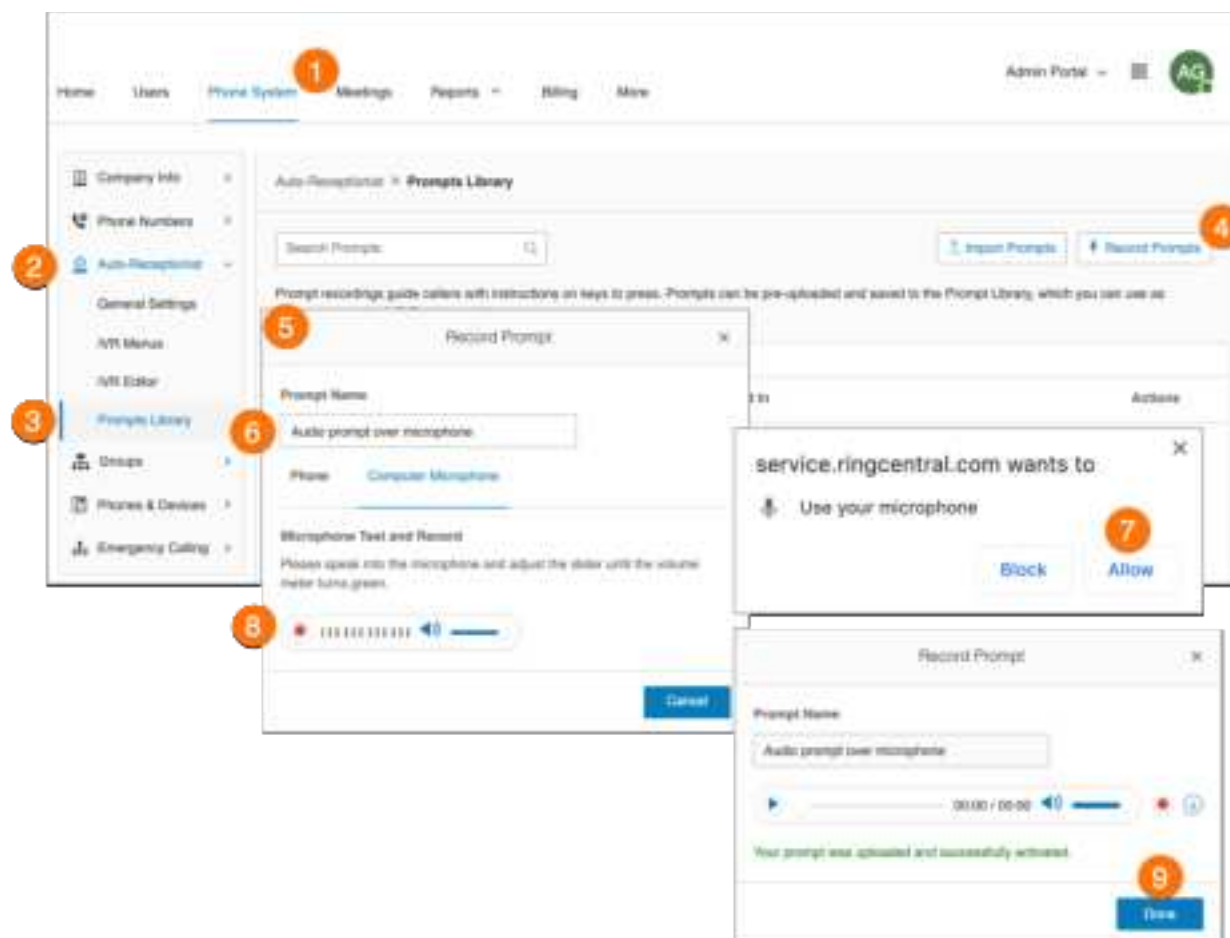 1
Admin Portal
AG
Home Users Phone System Meetings Reports Billing More
Company Info
Auto-Receptionist > Prompts Library
Phone Numbers
4
Search Prompts
Import Prompts Record Prompts
2
Auto-Receptionist
General Settings
Prompt recordings guide callers with instructions on keys to press. Prompts can be pre-uploaded and saved to the Prompt Library, which you can use as
5
Record Prompt
IVR Menus
IVR Editor
Prompt Name
Actions
3
Prompts Library
6
Audio prompt over microphone
Groups
Phone Computer Microphone
service.ringcentral.com wants to
Phones & Devices
Use your microphone
7
Emergency Calling
Microphone Test and Record
Please speak into the microphone and adjust the slider until the volume
meter turns green.
Block Allow
8
Record Prompt
Cancel
Prompt Name
Audio prompt over microphone
00:00 / 00:00
Your prompt was uploaded and successfully activated.
9
Done